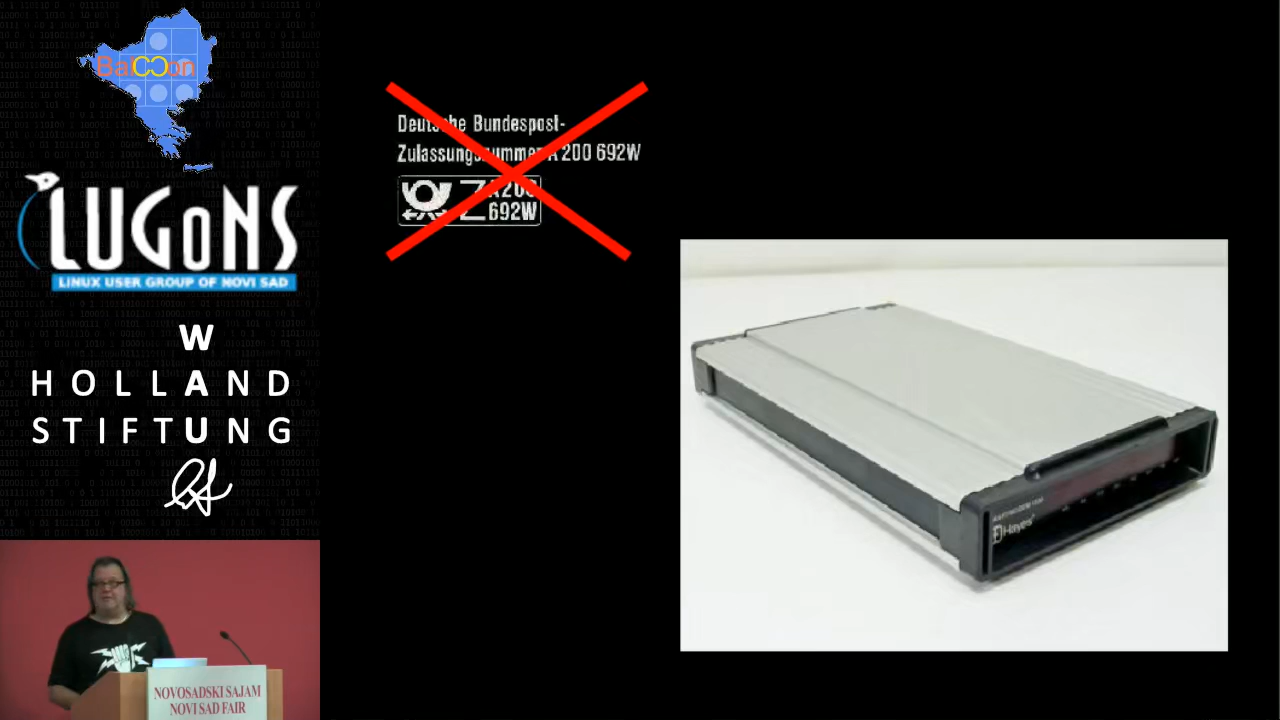 BalCCon
LUGoNS
LINUX USER GROUP OF NOVI SAD
W
HOLLAND
STIFTUNG
Deutsche Bundespost-
Zulassungsnummer A 200 692W
ZA200
692W
Hayes
NOVOSADSKI SAJAM
NOVI SAD FAIR